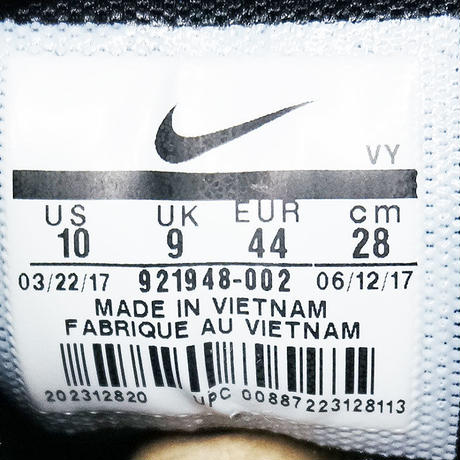 VY
US UK EUR cm
10 9 44 28
03/22/17 921948-002 06/12/17
MADE IN VIETNAM
FABRIQUE AU VIETNAM
202312820 UPC 00887223128113